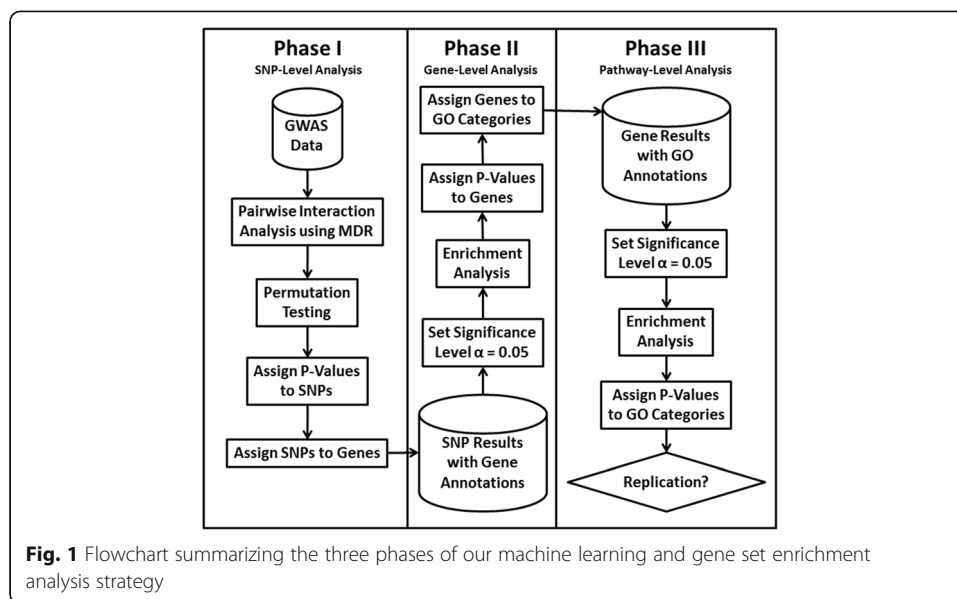 Phase I
SNP-Level Analysis
GWAS
Data
Pairwise Interaction
Analysis using MDR
Permutation
Testing
Assign P-Values
to SNPs
Assign SNPs to Genes
Phase II
Gene-Level Analysis
Assign Genes to
GO Categories
Assign P-Values
to Genes
Enrichment
Analysis
Set Significance
Level α = 0.05
SNP Results
with Gene
Annotations
Phase III
Pathway-Level Analysis
Gene Results
with GO
Annotations
Set Significance
Level α = 0.05
Enrichment
Analysis
Assign P-Values
to GO Categories
Replication?
Fig. 1 Flowchart summarizing the three phases of our machine learning and gene set enrichment
analysis strategy